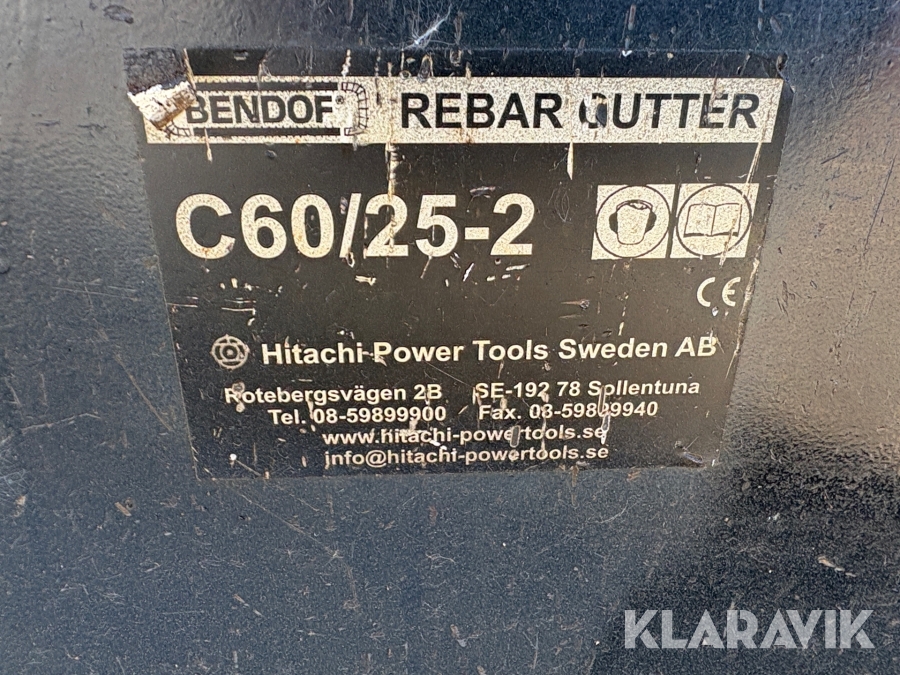 BENDOF REBAR CUTTER
C60/25-2
CE
Hitachi Power Tools Sweden AB
Rotebergsvägen 2B SE-192 78 Sollentuna
Tel. 08-59899900 Fax. 08-59899940
www.hitachi-powertools.se
info@hitachi-powertools.se
KLARAVIK